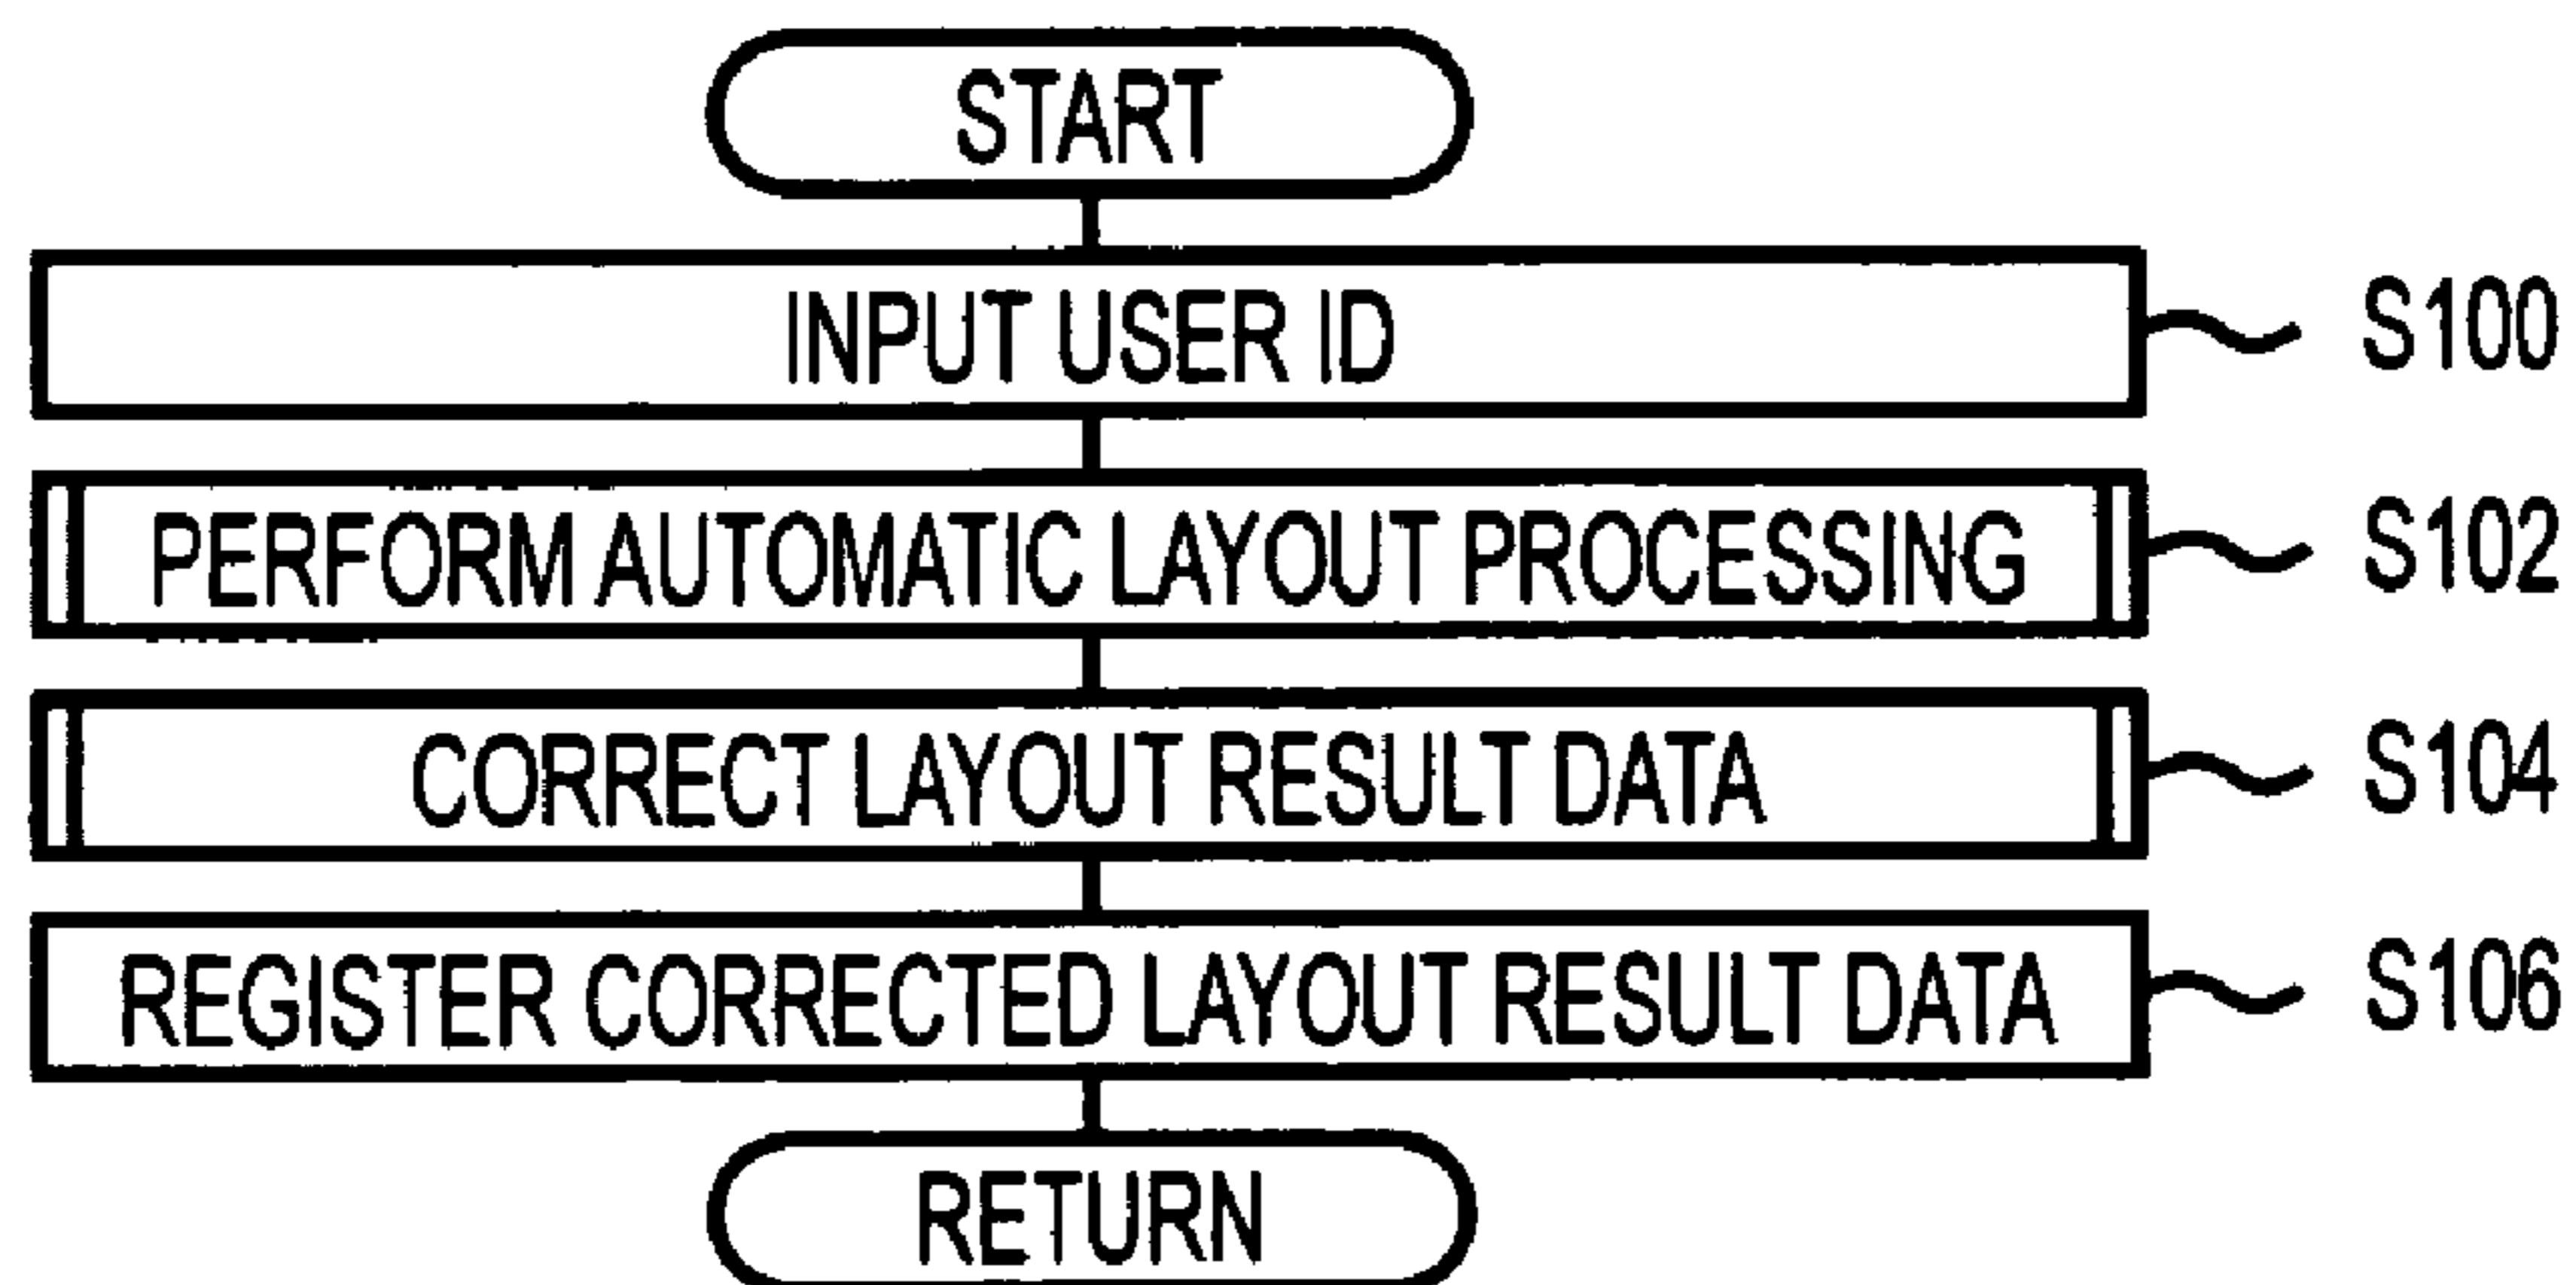 START
INPUT USER ID S100
PERFORM AUTOMATIC LAYOUT PROCESSING S102
CORRECT LAYOUT RESULT DATA S104
REGISTER CORRECTED LAYOUT RESULT DATA S106
RETURN